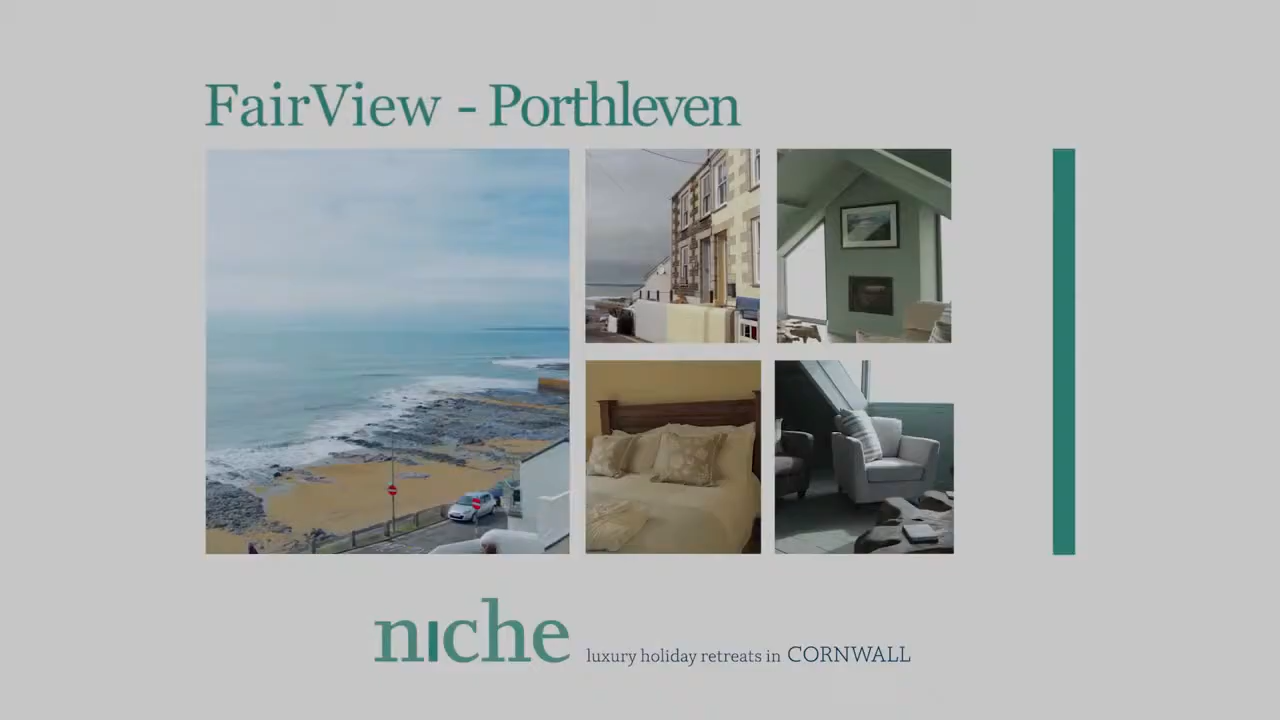 FairView - Porthleven
niche luxury holiday retreats in CORNWALL